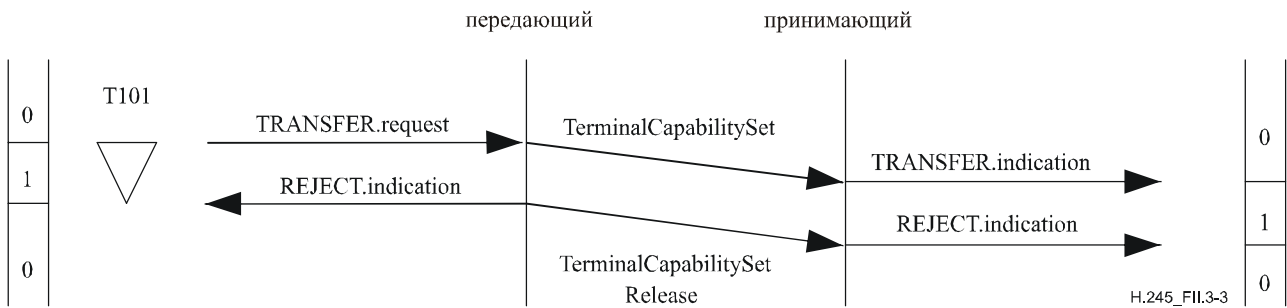 передающий
принимающий
T101
0
TRANSFER.request
TerminalCapabilitySet
0
1
REJECT.indication
TRANSFER.indication
REJECT.indication
1
0
TerminalCapabilitySet
Release
0
H.245_FII.3-3